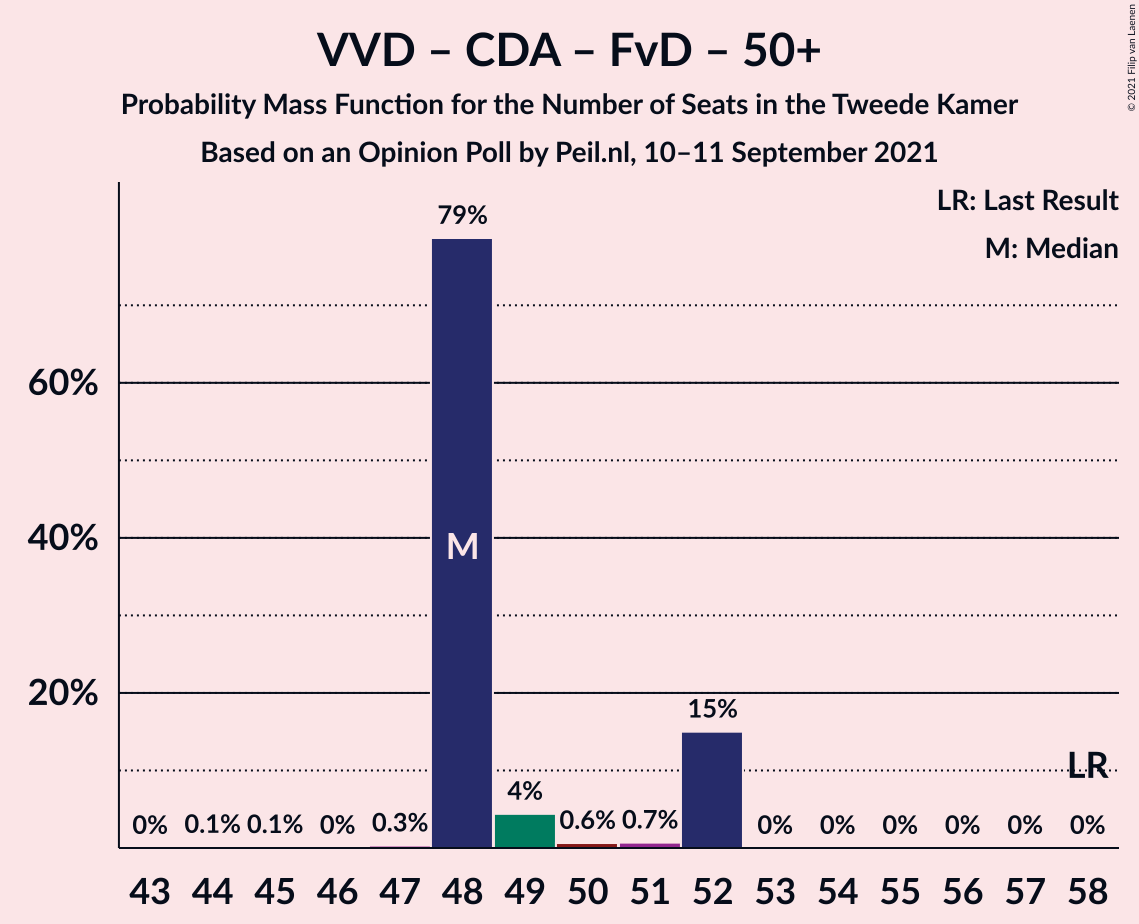 VVD – CDA – FvD – 50+
Probability Mass Function for the Number of Seats in the Tweede Kamer
Based on an Opinion Poll by Peil.nl, 10–11 September 2021
© 2021 Filip van Laenen
LR: Last Result
M: Median
79%
60%
40%
M
20%
15%
LR
4%
0% 0.1% 0.1% 0% 0.3% 0.6% 0.7% 0% 0% 0% 0% 0% 0%
43 44 45 46 47 48 49 50 51 52 53 54 55 56 57 58